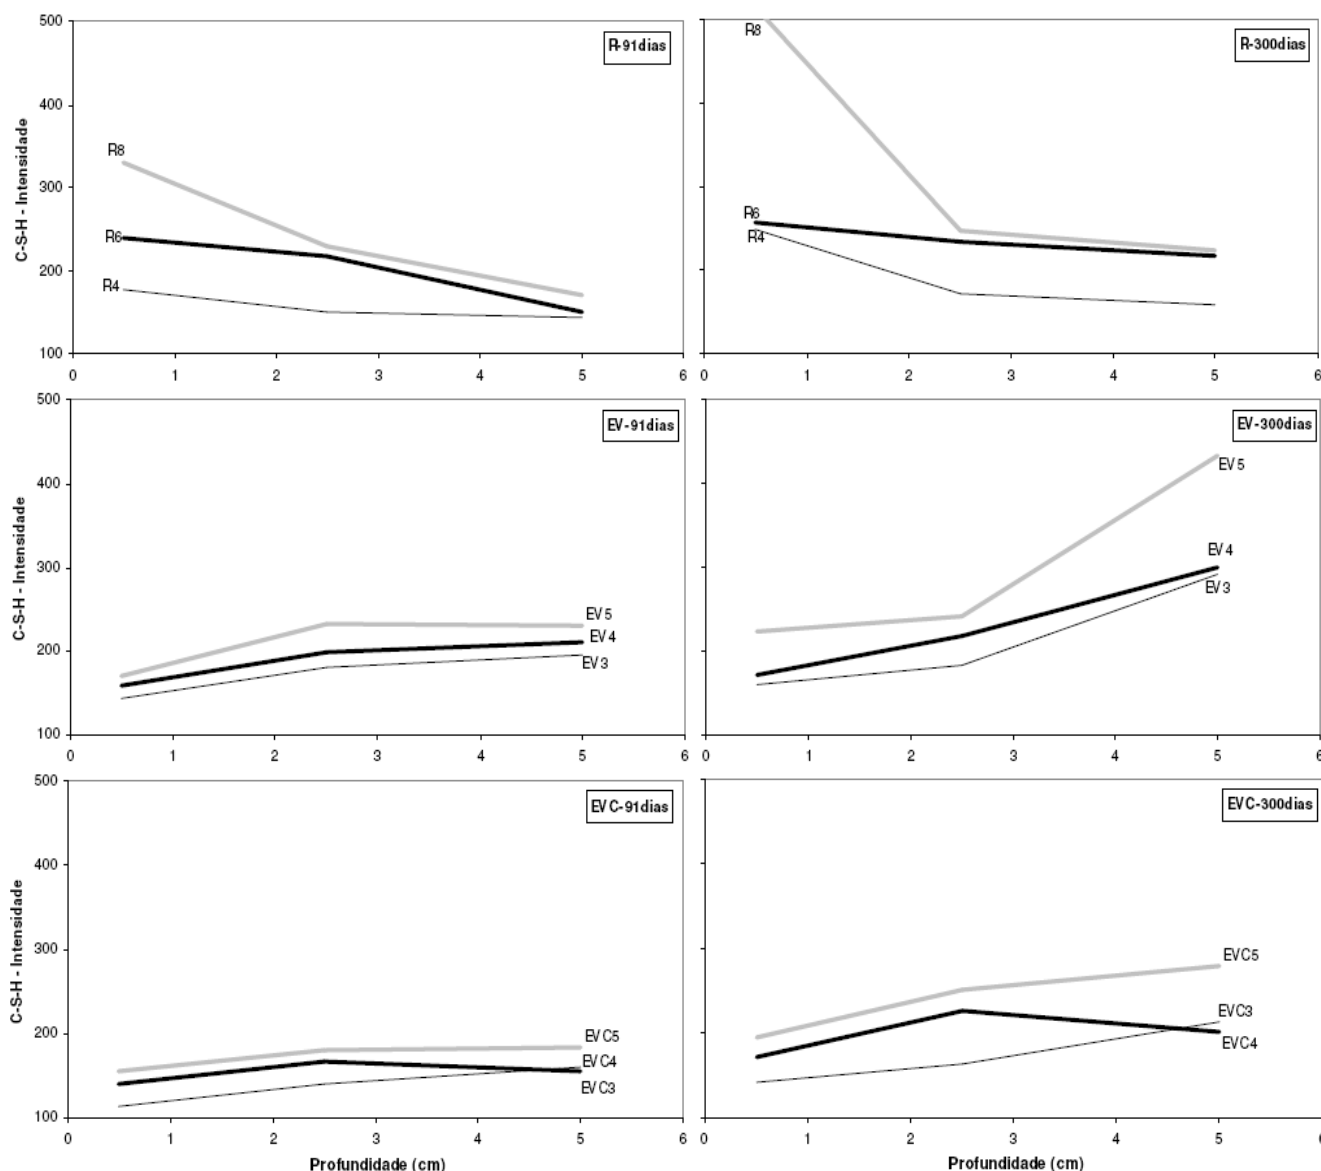 500
400
300
200
100
C-S-H - Intensidade
R-91dias
R8
R6
R4
0 1 2 3 4 5 6
R-300dias
R8
R6
R4
0 1 2 3 4 5 6
500
400
300
200
100
C-S-H - Intensidade
EV-91dias
EV5
EV4
EV3
0 1 2 3 4 5 6
EV-300dias
EV5
EV4
EV3
0 1 2 3 4 5 6
500
400
300
200
100
C-S-H - Intensidade
EVC-91dias
EVC5
EVC4
EVC3
0 1 2 3 4 5 6
Profundidade (cm)
EVC-300dias
EVC5
EVC3
EVC4
0 1 2 3 4 5 6
Profundidade (cm)